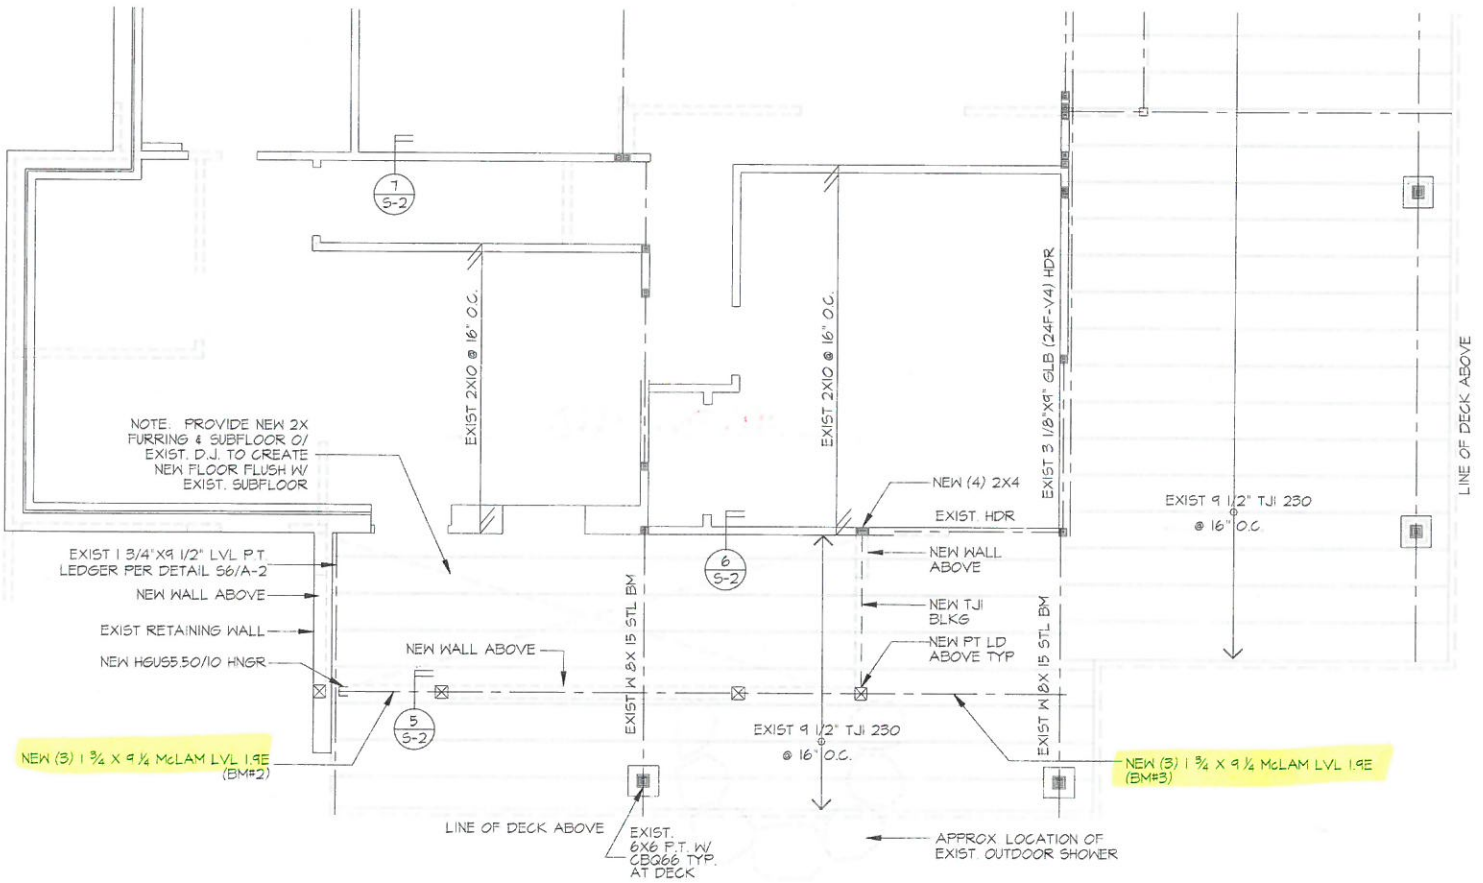 7
S-2
EXIST 2X10 @ 16" O.C.
EXIST 2X10 @ 16" O.C.
EXIST 3 1/8"X9" GLB (24F-V4) HDR
LINE OF DECK ABOVE
NOTE: PROVIDE NEW 2X
FURRING & SUBFLOOR O/
EXIST. D.J. TO CREATE
NEW FLOOR FLUSH W/
EXIST. SUBFLOOR
NEW (4) 2X4
EXIST. HDR
EXIST 9 1/2" TJI 230
@ 16" O.C.
EXIST 1 3/4"X9 1/2" LVL P.T.
LEDGER PER DETAIL S6/A-2
NEW WALL ABOVE
EXIST RETAINING WALL
NEW HGUS5.50/10 HNGR
6
S-2
NEW WALL
ABOVE
NEW TJI
BLKG
NEW PT LD
ABOVE TYP
NEW WALL ABOVE
EXIST W 8X 15 STL BM
EXIST W 8X 15 STL BM
5
S-2
EXIST 9 1/2" TJI 230
@ 16" O.C.
NEW (3) 1 3/4 X 9 1/4 McLAM LVL 1.9E
(BM#2)
NEW (3) 1 3/4 X 9 1/4 McLAM LVL 1.9E
(BM#3)
LINE OF DECK ABOVE
EXIST.
6X6 P.T. W/
CBQ66 TYP.
AT DECK
APPROX LOCATION OF
EXIST. OUTDOOR SHOWER